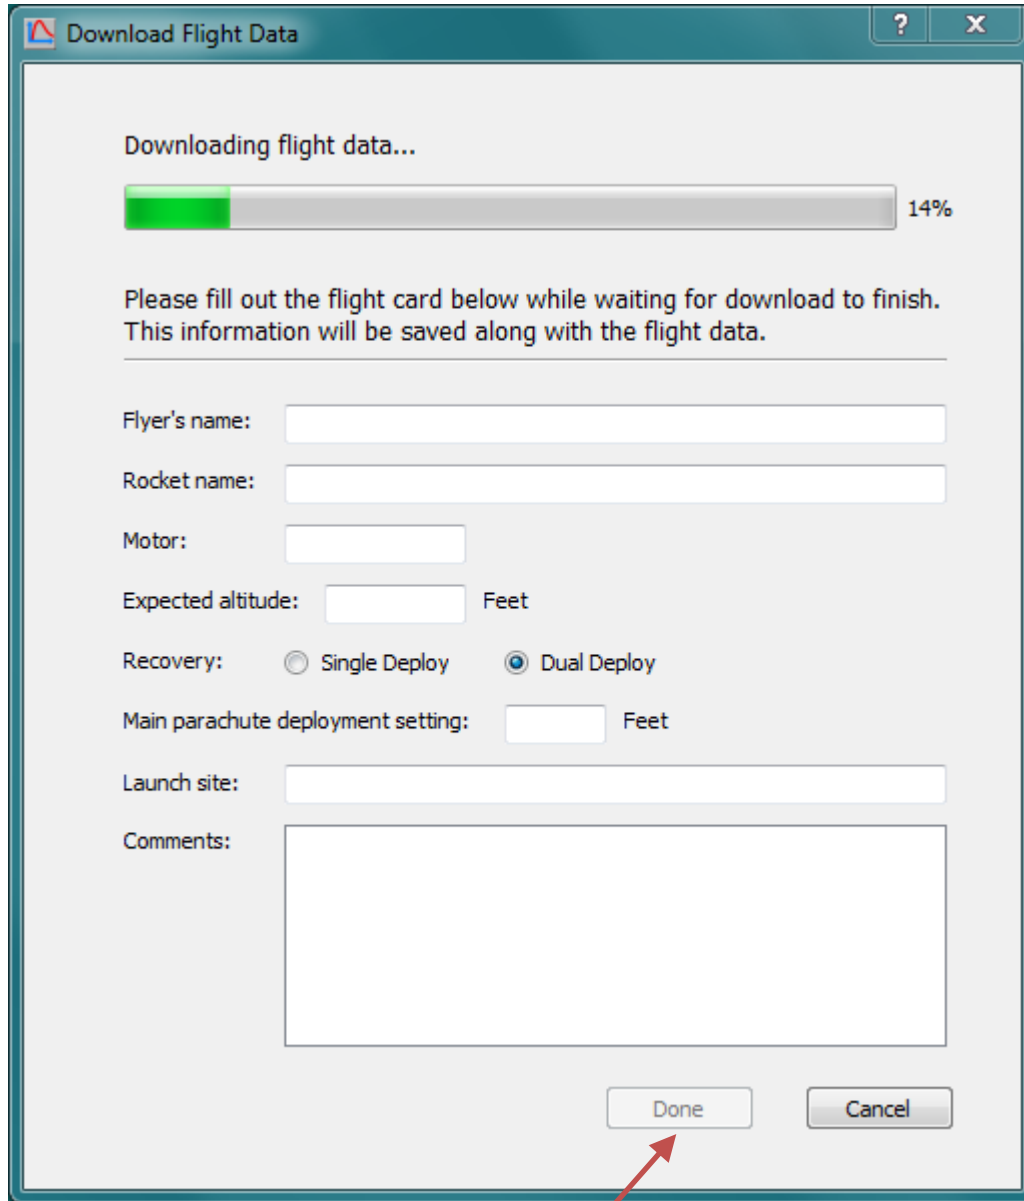 Download Flight Data
Downloading flight data...
14%
Please fill out the flight card below while waiting for download to finish.
This information will be saved along with the flight data.
Flyer's name:
Rocket name:
Motor:
Expected altitude: Feet
Recovery: Single Deploy Dual Deploy
Main parachute deployment setting: Feet
Launch site:
Comments:
Done Cancel